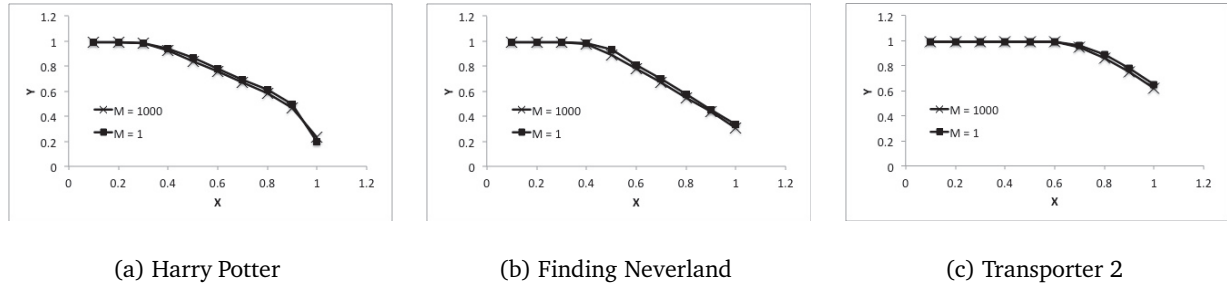 1.2
1
0.8
0.6
0.4
0.2
0
Y
M = 1000
M = 1
0 0.2 0.4 0.6 0.8 1 1.2
X
(a) Harry Potter
1.2
1
0.8
0.6
0.4
0.2
0
Y
M = 1000
M = 1
0 0.2 0.4 0.6 0.8 1 1.2
X
(b) Finding Neverland
1.2
1
0.8
0.6
0.4
0.2
0
Y
M = 1000
M = 1
0 0.2 0.4 0.6 0.8 1 1.2
X
(c) Transporter 2